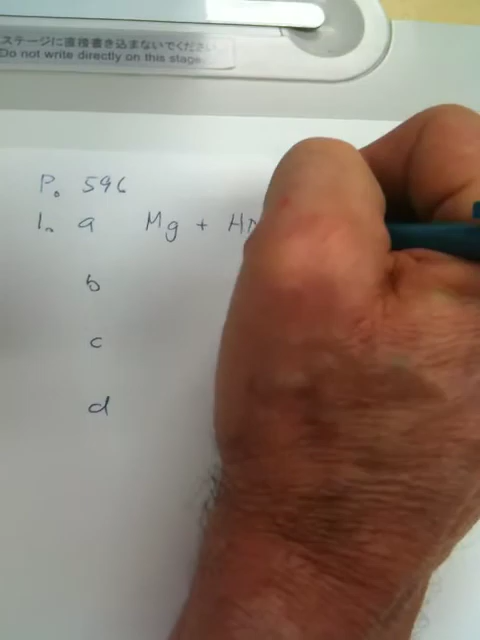 ステージに直接書き込まないでください。
Do not write directly on this stage.
P. 596
1. a Mg +
b
c
d